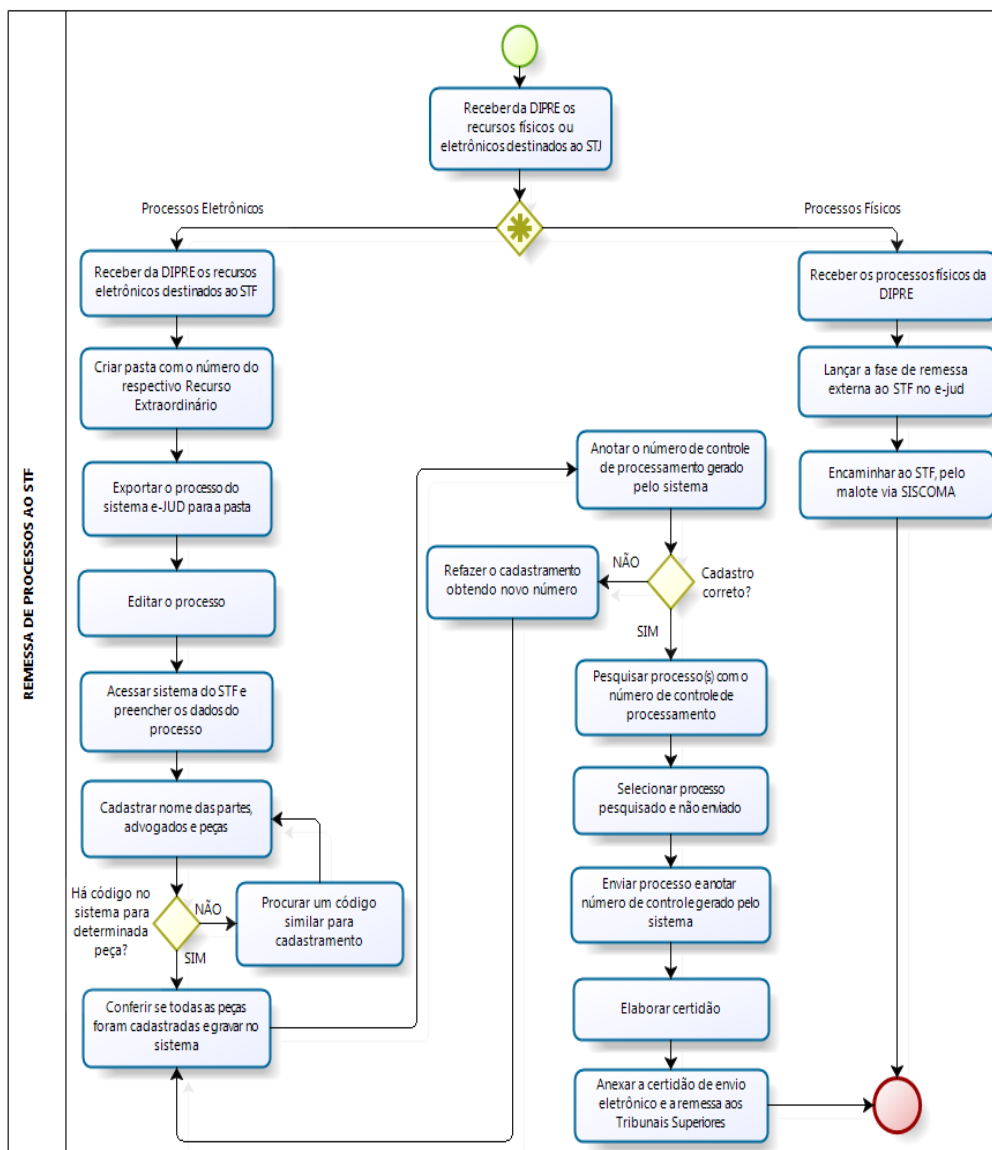 REMESSA DE PROCESSOS AO STF
Receber da DIPRE os
recursos físicos ou
eletrônicos destinados ao STJ
Processos Eletrônicos
Processos Físicos
Receber da DIPRE os recursos
eletrônicos destinados ao STF
Criar pasta com o número do
respectivo Recurso
Extraordinário
Exportar o processo do
sistema e-JUD para a pasta
Editar o processo
Acessar sistema do STF e
preencher os dados do
processo
Cadastrar nome das partes,
advogados e peças
Há código no
sistema para
determinada
peça?
NÃO
Procurar um código
similar para
cadastramento
SIM
Conferir se todas as peças
foram cadastradas e gravar no
sistema
Anotar o número de controle
de processamento gerado
pelo sistema
Cadastro
correto?
NÃO
Refazer o cadastramento
obtendo novo número
SIM
Pesquisar processo(s) com o
número de controle de
processamento
Selecionar processo
pesquisado e não enviado
Enviar processo e anotar
número de controle gerado pelo
sistema
Elaborar certidão
Anexar a certidão de envio
eletrônico e a remessa aos
Tribunais Superiores
Receber os processos físicos da
DIPRE
Lançar a fase de remessa
externa ao STF no e-jud
Encaminhar ao STF, pelo
malote via SISCOMA